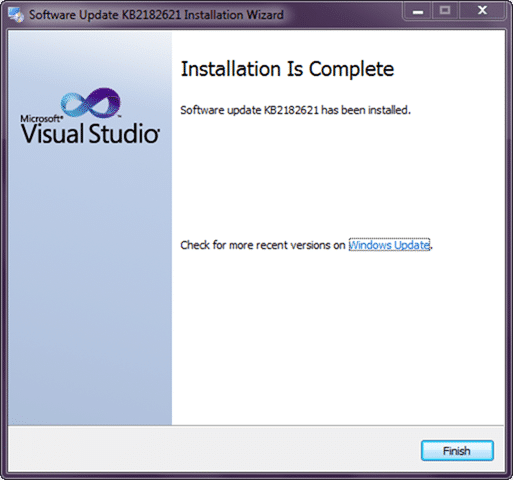 Software Update KB2182621 Installation Wizard
Installation Is Complete
Software update KB2182621 has been installed.
Microsoft®
Visual Studio®
Check for more recent versions on Windows Update.
Finish